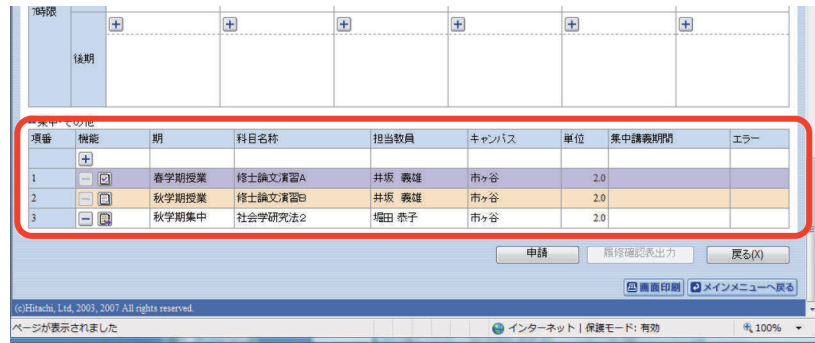 7時限
後期
集中・その他
項番 機能 期 科目名称 担当教員 キャンパス 単位 集中講義期間 エラー
1 春学期授業 修士論文演習A 井坂 義雄 市ヶ谷 2.0
2 秋学期授業 修士論文演習B 井坂 義雄 市ヶ谷 2.0
3 秋学期集中 社会学研究法2 堀田 恭子 市ヶ谷 2.0
申請 履修確認表出力 戻る(X)
画面印刷 メインメニューへ戻る
(c)Hitachi, Ltd, 2003, 2007 All rights reserved.
ページが表示されました インターネット | 保護モード: 有効 100%